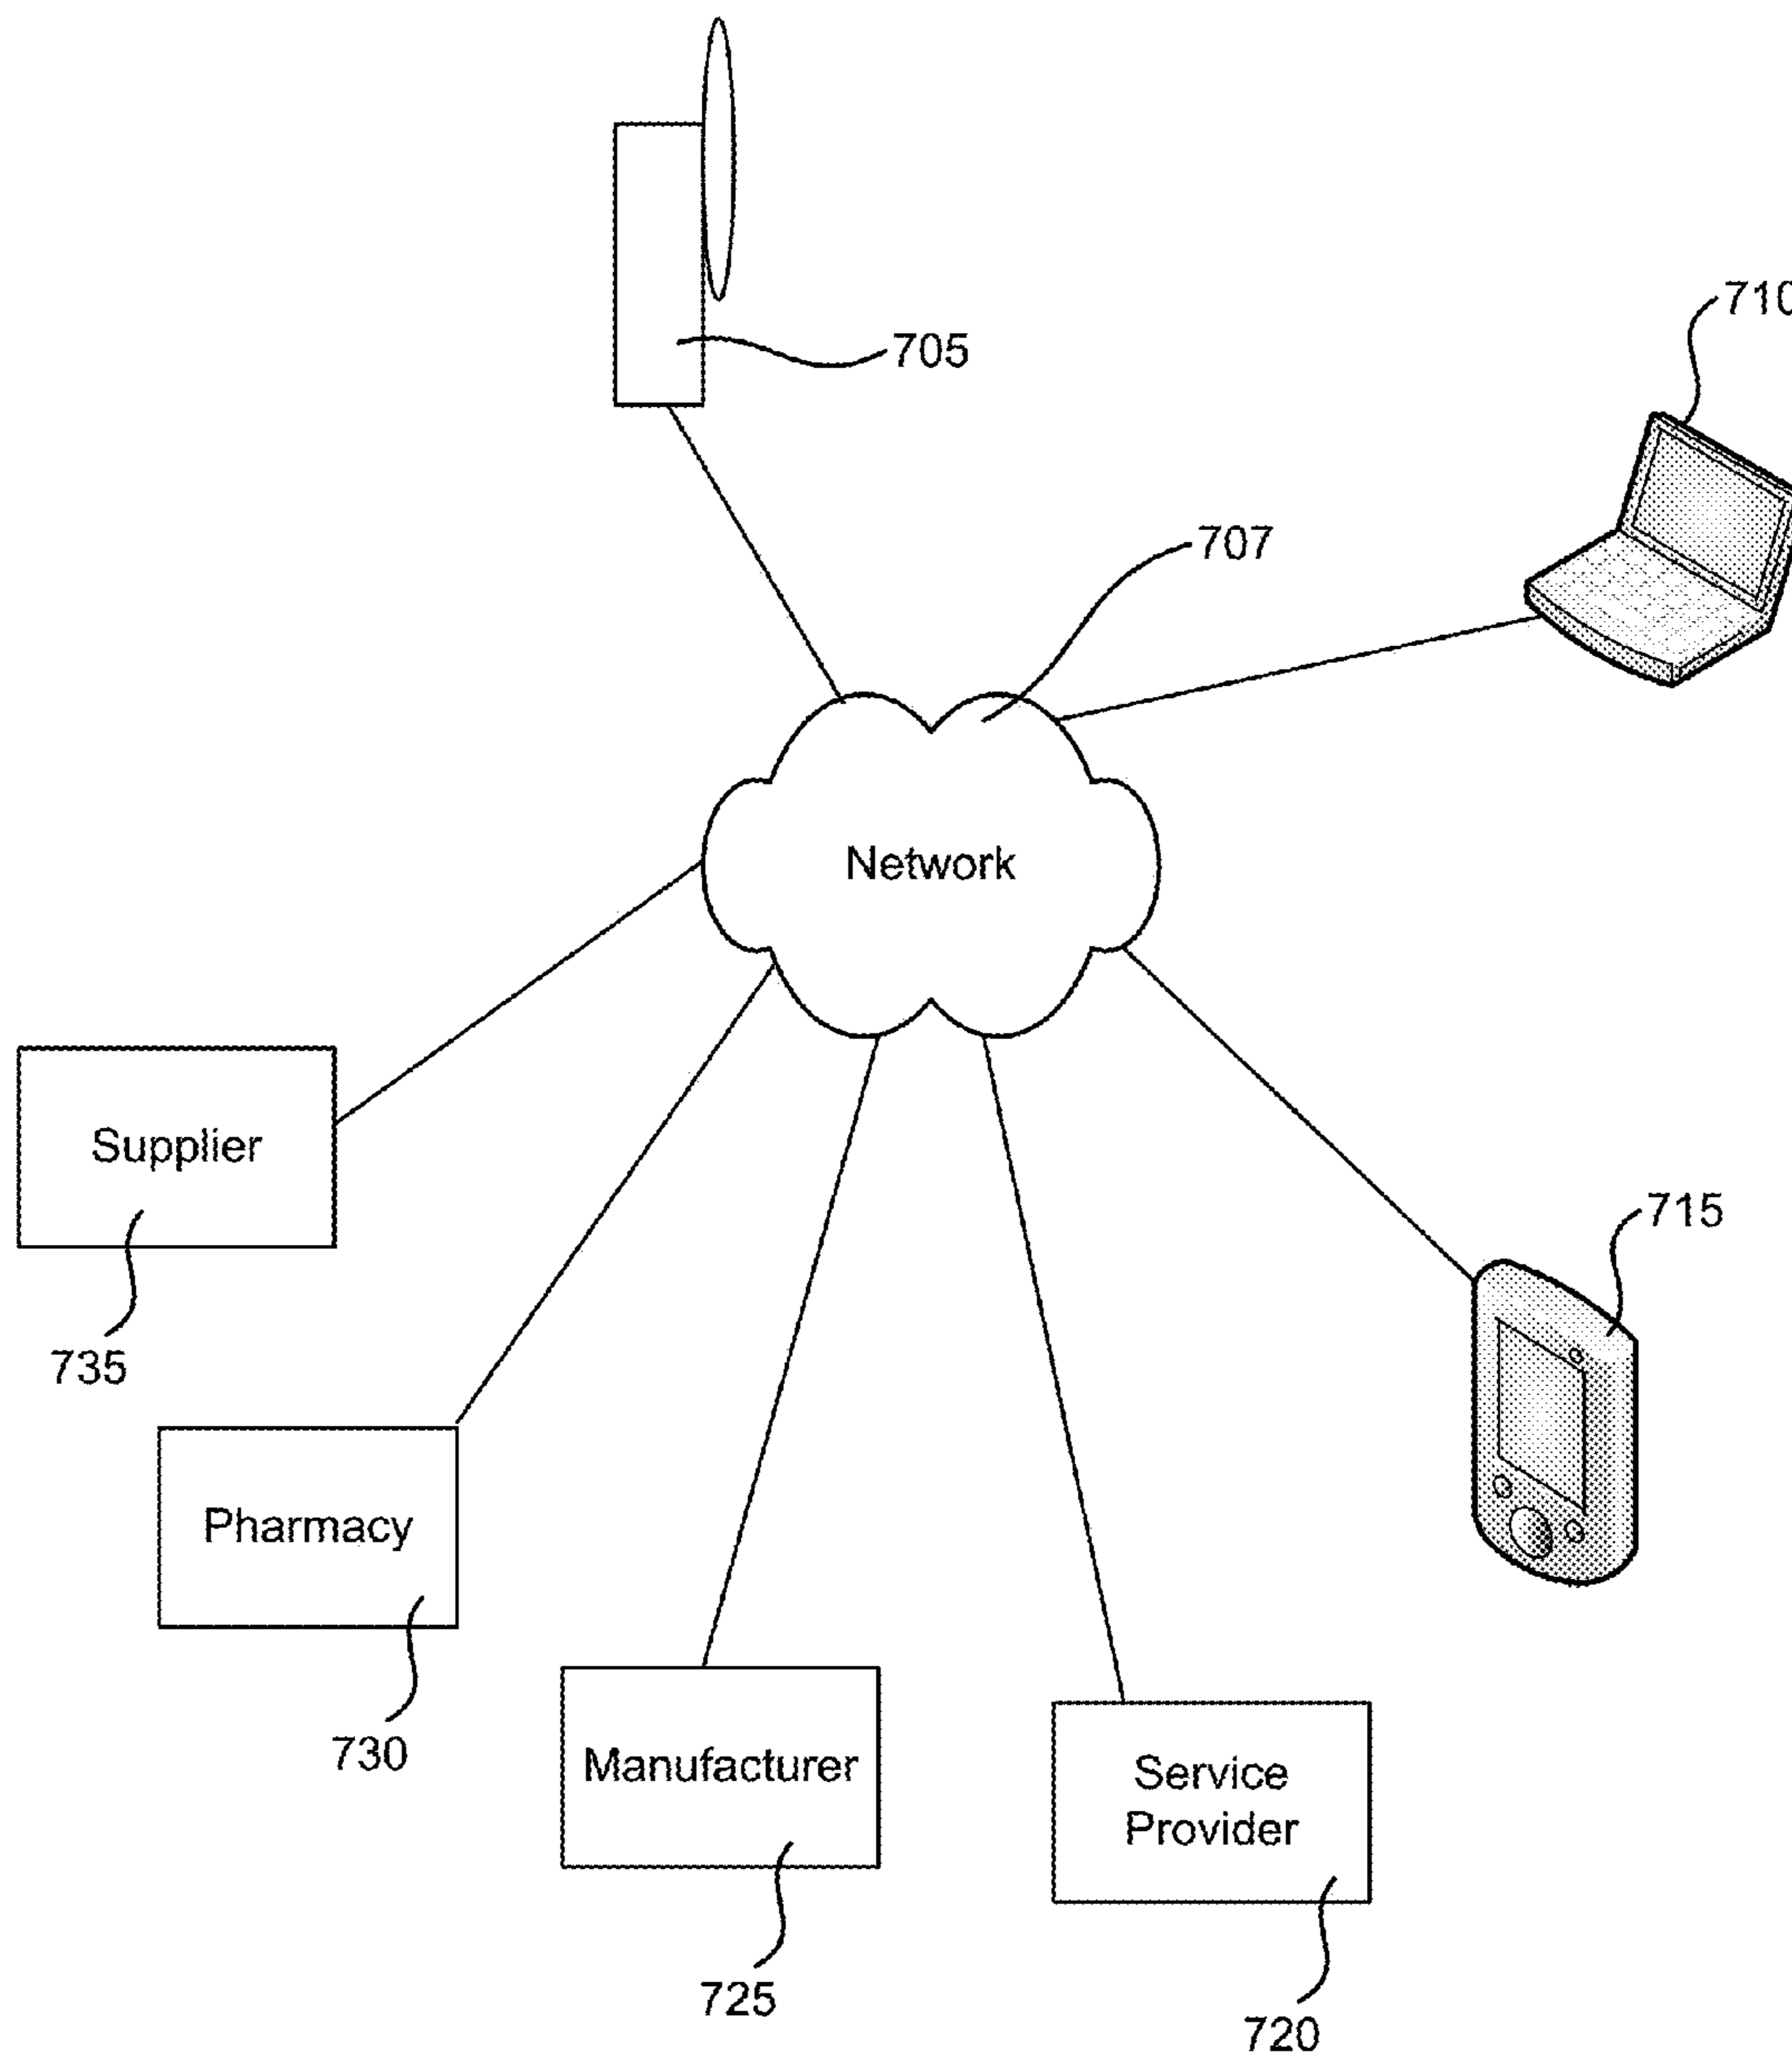 710
705
707
Network
Supplier
715
735
Pharmacy
730
Manufacturer
Service
Provider
725
720